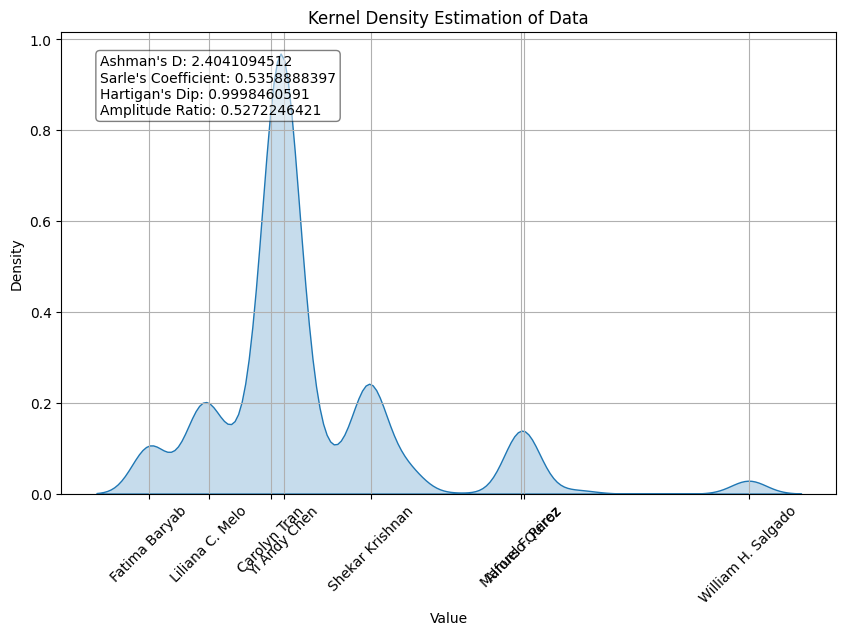 Kernel Density Estimation of Data
Ashman's D: 2.4041094512
Sarle's Coefficient: 0.5358888397
Hartigan's Dip: 0.9998460591
Amplitude Ratio: 0.5272246421
1.0
0.8
0.6
0.4
0.2
0.0
Density
Fatima Baryab
Liliana C. Melo
Carolyn Tran
Yi Andy Chen
Shekar Krishnan
William H. Salgado
Value